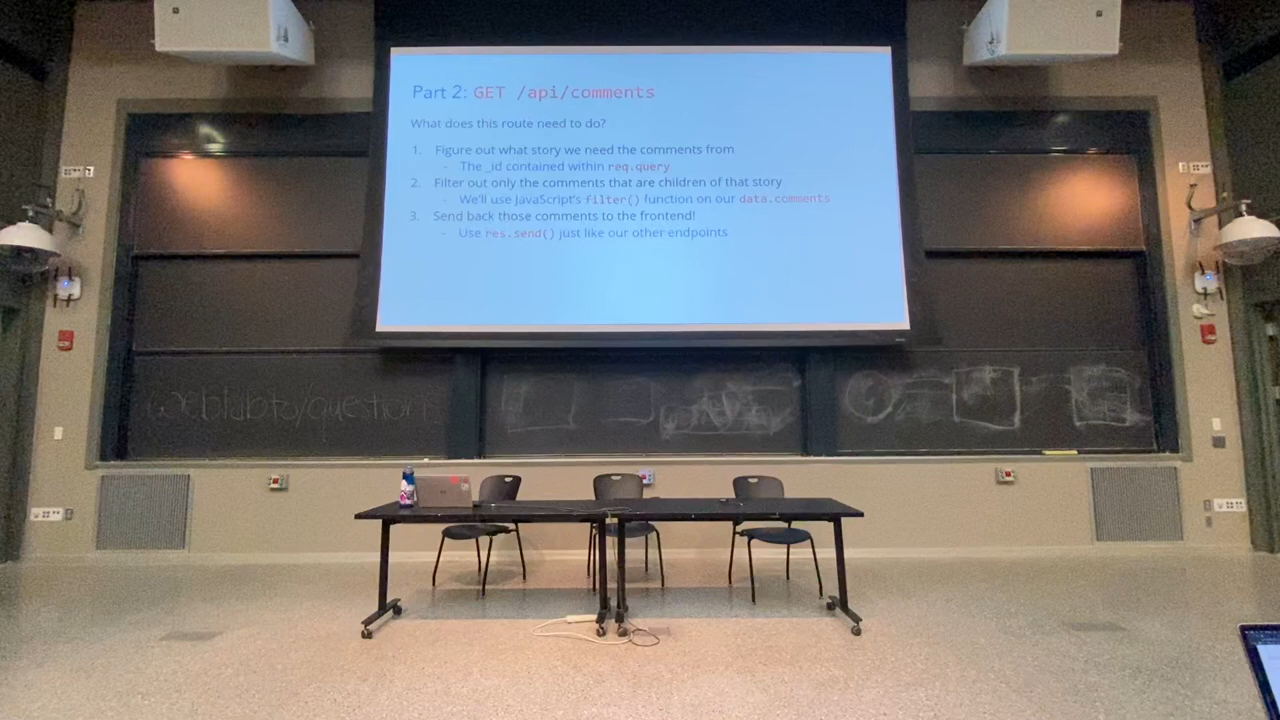 Part 2: GET /api/comments
What does this route need to do?
1. Figure out what story we need the comments from
- The _id contained within req.query
2. Filter out only the comments that are children of that story
- We'll use JavaScript's filter() function on our data.comments
3. Send back those comments to the frontend!
- Use res.send() just like our other endpoints
weblab.to/question